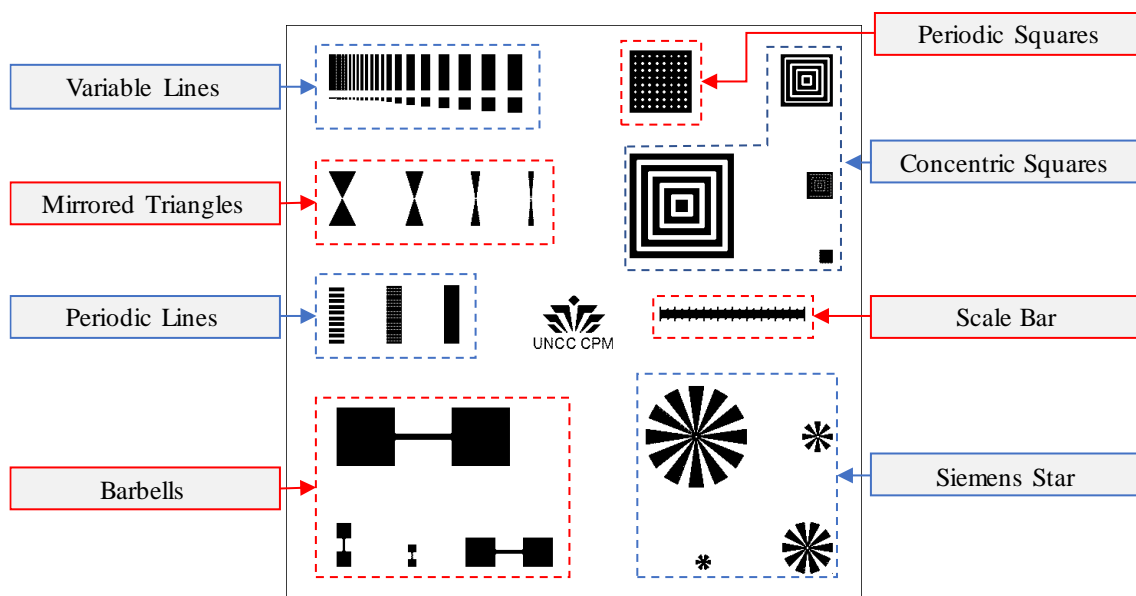 Periodic Squares
Variable Lines
Concentric Squares
Mirrored Triangles
Periodic Lines
Scale Bar
UNCC CPM
Barbells
Siemens Star